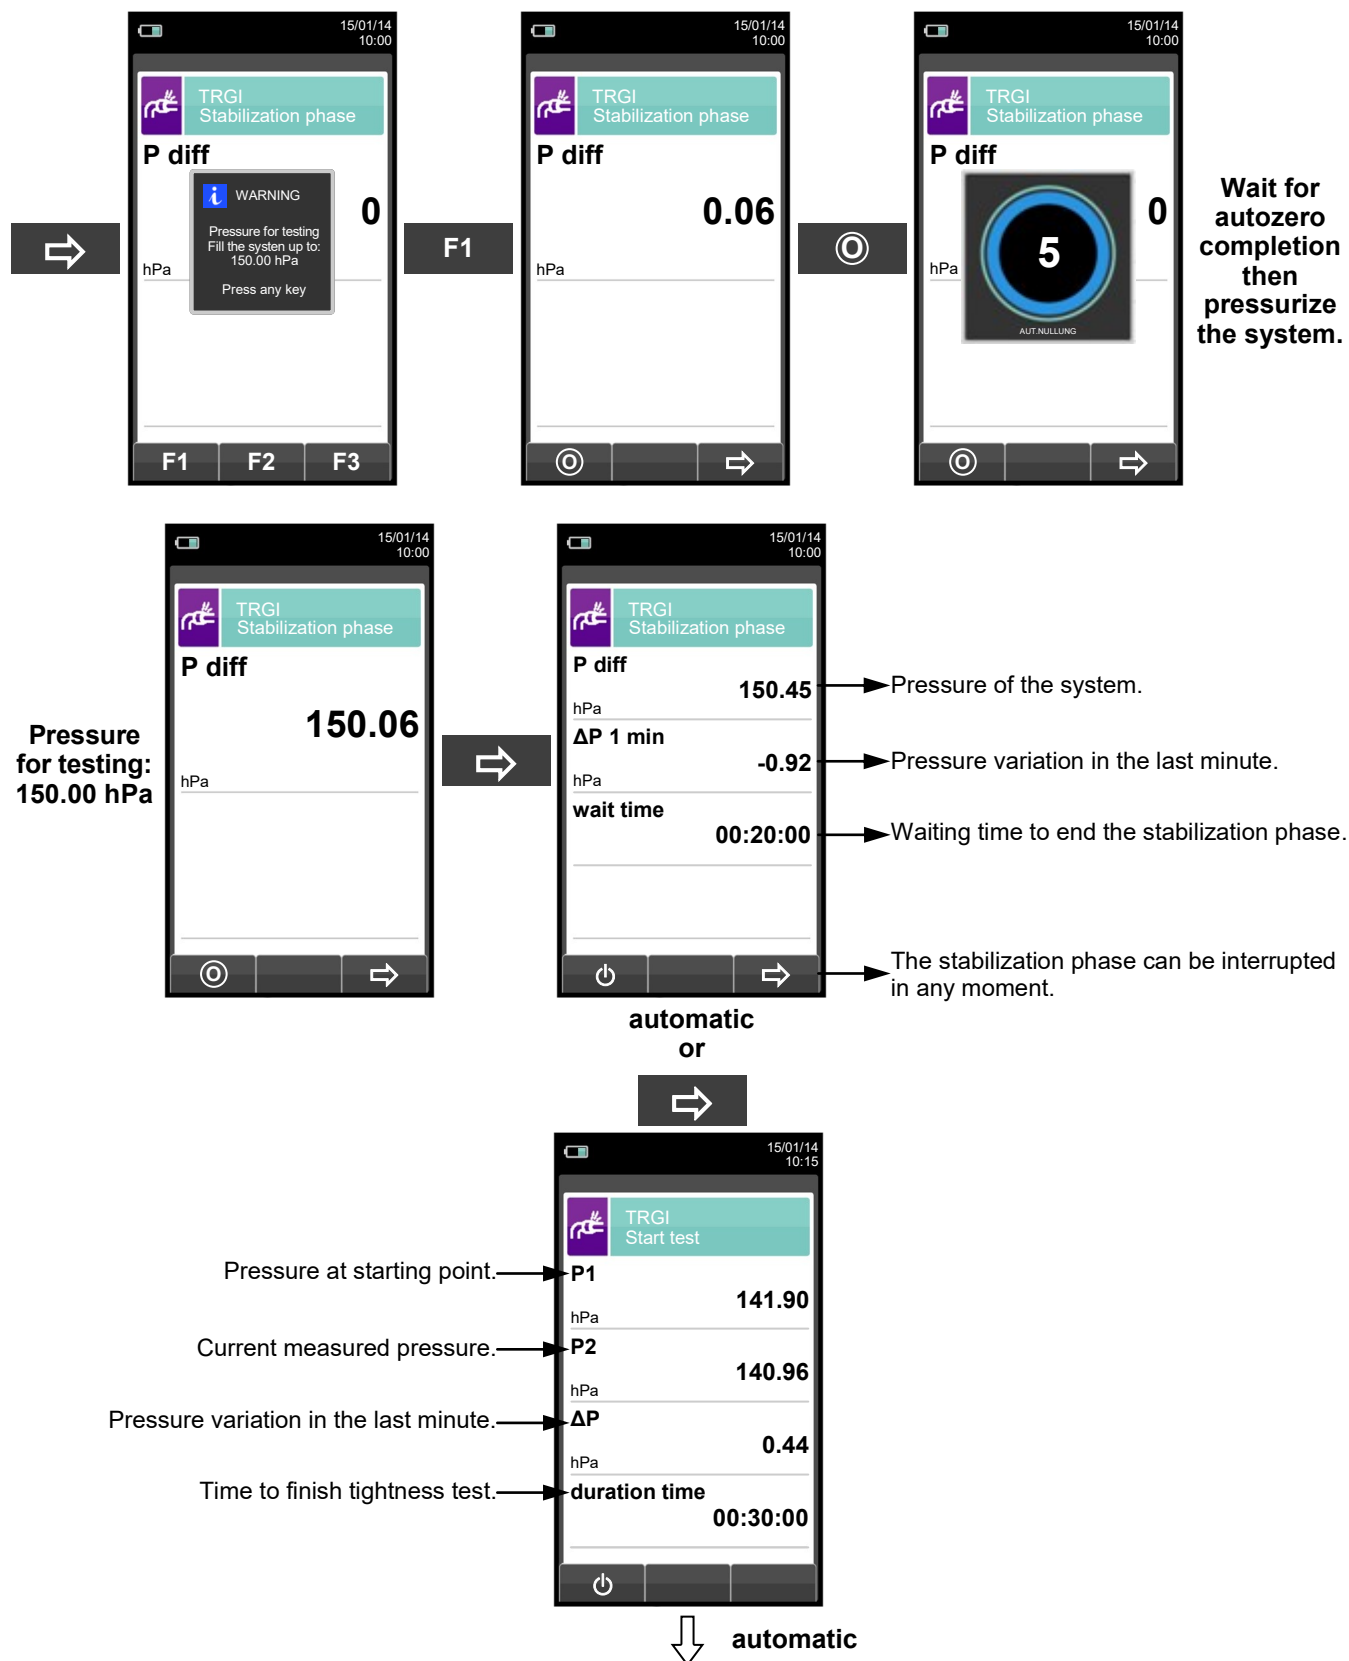 15/01/14
10:00
TRGI
Stabilization phase
P diff
0
hPa
i WARNING
Pressure for testing
Fill the systen up to:
150.00 hPa
Press any key
F1 F2 F3
F1
15/01/14
10:00
TRGI
Stabilization phase
P diff
0.06
hPa
15/01/14
10:00
TRGI
Stabilization phase
P diff
0
hPa
5
AUT.NULLUNG
Wait for
autozero
completion
then
pressurize
the system.
Pressure
for testing:
150.00 hPa
15/01/14
10:00
TRGI
Stabilization phase
P diff
150.06
hPa
15/01/14
10:00
TRGI
Stabilization phase
P diff
150.45
hPa
ΔP 1 min
-0.92
hPa
wait time
00:20:00
Pressure of the system.
Pressure variation in the last minute.
Waiting time to end the stabilization phase.
The stabilization phase can be interrupted
in any moment.
automatic
or
15/01/14
10:15
TRGI
Start test
Pressure at starting point.
P1
141.90
hPa
Current measured pressure.
P2
140.96
hPa
Pressure variation in the last minute.
ΔP
0.44
hPa
Time to finish tightness test.
duration time
00:30:00
automatic